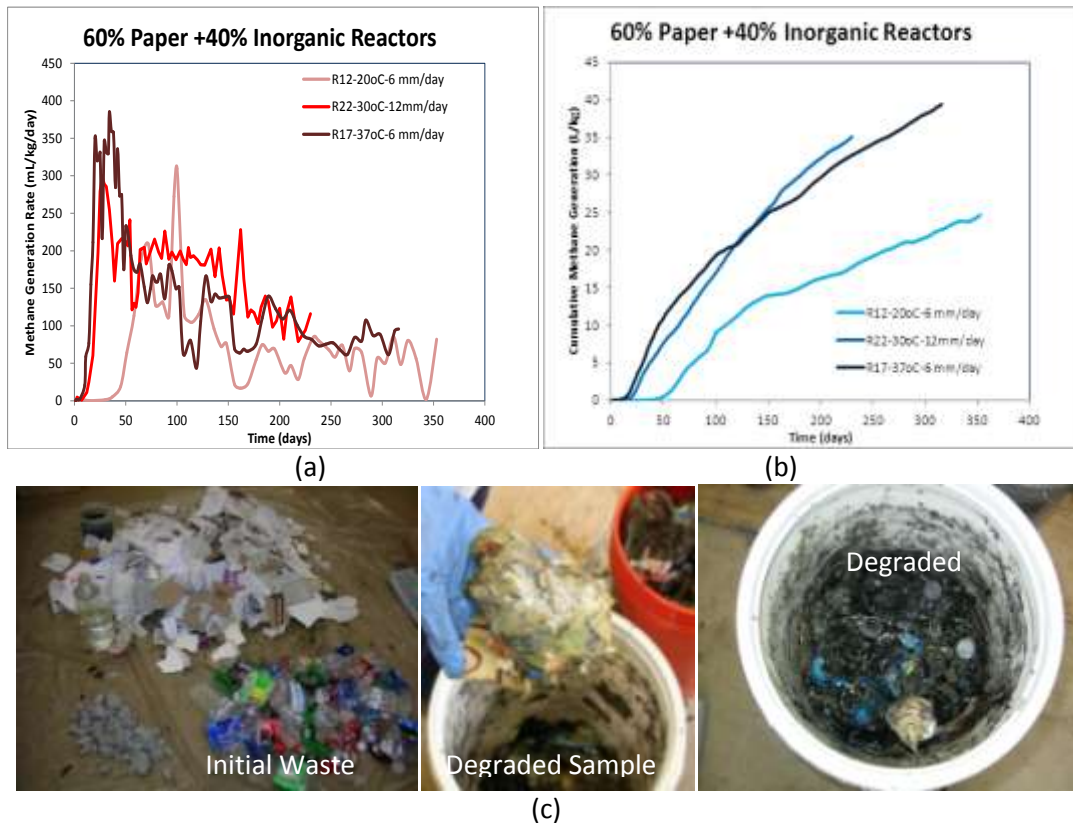 (a)
60% Paper +40% Inorganic Reactors
Methane Generation Rate (mL/kg/day)
450
400
350
300
250
200
150
100
50
0
R12-20oC-6 mm/day
R22-30oC-12mm/day
R17-37oC-6 mm/day
0 50 100 150 200 250 300 350 400
Time (days)
(a)
b)
60% Paper +40% Inorganic Reactors
Cumulative Methane Generation (L/kg)
45
40
35
30
25
20
15
10
5
0
R12-20oC-6 mm/day
R22-30oC-12mm/day
R17-37oC-6 mm/day
0 50 100 150 200 250 300 350 400
Time (days)
(b)
Initial Waste
Degraded Sample
Degraded
(c)